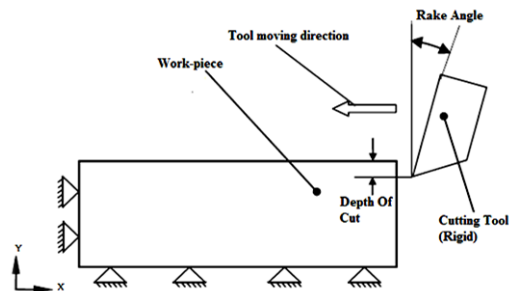 Rake Angle
Tool moving direction
Work-piece
Depth Of
Cut
Cutting Tool
(Rigid)
Y
X